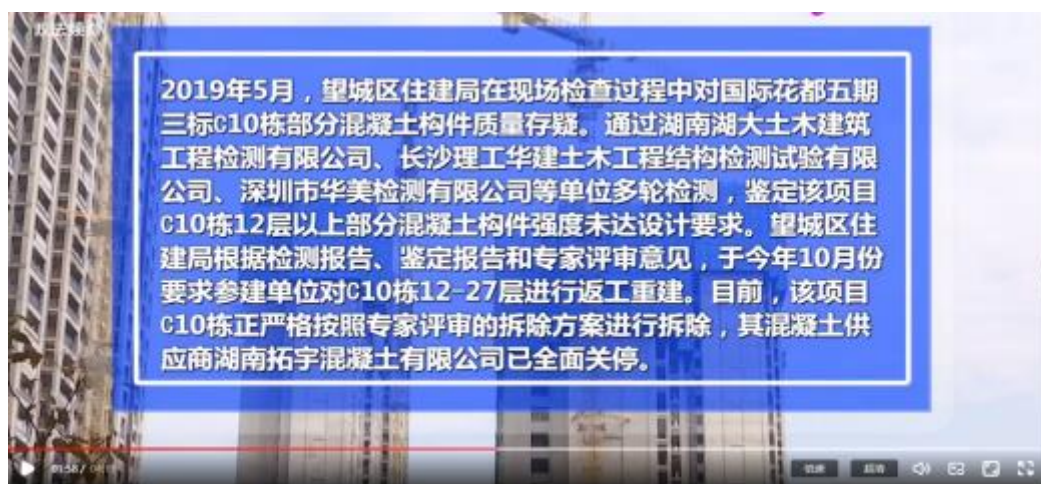 政法频道
2019年5月，望城区住建局在现场检查过程中对国际花都五期
三标C10栋部分混凝土构件质量存疑。通过湖南湖大土木建筑
工程检测有限公司、长沙理工华建土木工程结构检测试验有限
公司、深圳市华美检测有限公司等单位多轮检测，鉴定该项目
C10栋12层以上部分混凝土构件强度未达设计要求。望城区住
建局根据检测报告、鉴定报告和专家评审意见，于今年10月份
要求参建单位对C10栋12-27层进行返工重建。目前，该项目
C10栋正严格按照专家评审的拆除方案进行拆除，其混凝土供
应商湖南拓宇混凝土有限公司已全面关停。
01:58/
倍速 超清